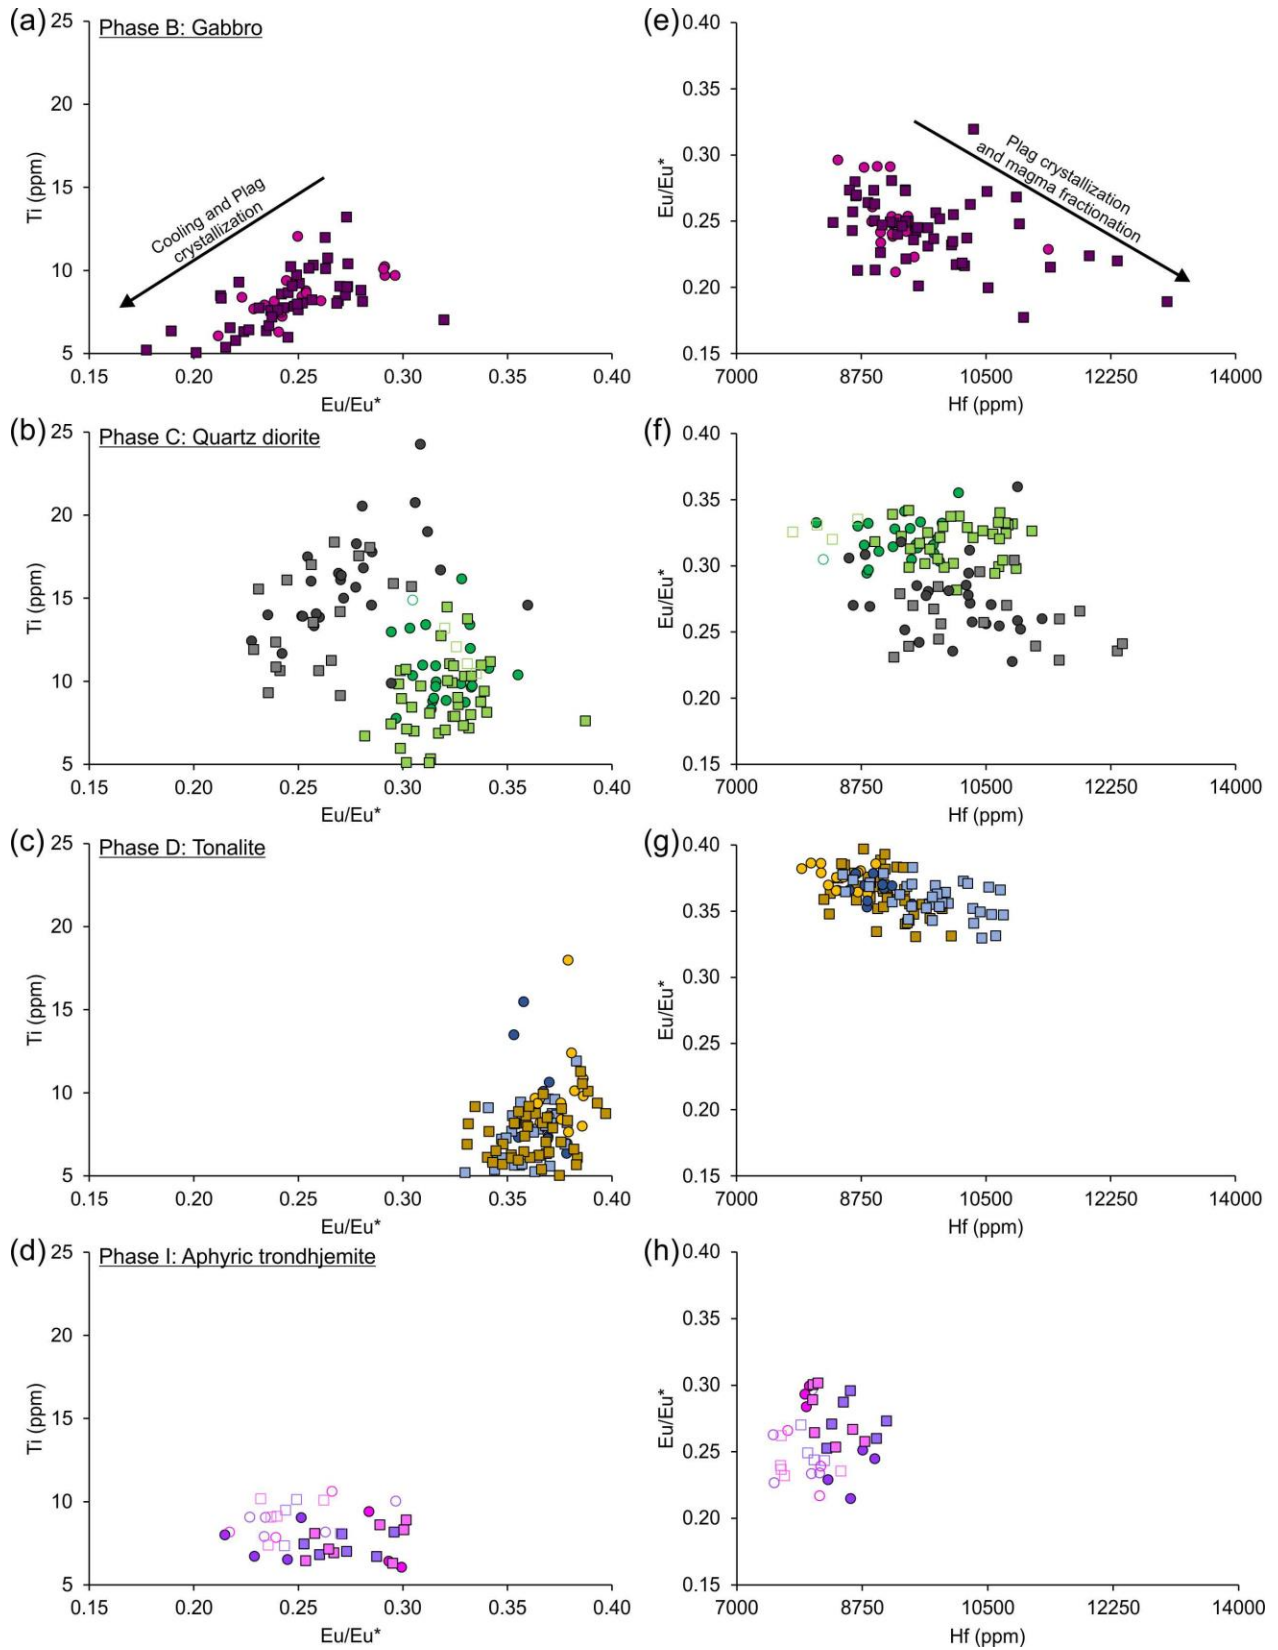 (a)
Phase B: Gabbro
25
20
15
10
5
Ti (ppm)
Cooling and Plag
crystallization
0.15 0.20 0.25 0.30 0.35 0.40
Eu/Eu*
(e)
0.40
0.35
0.30
0.25
0.20
0.15
Eu/Eu*
Plag crystallization
and magma fractionation
7000 8750 10500 12250 14000
Hf (ppm)
(b)
Phase C: Quartz diorite
25
20
15
10
5
Ti (ppm)
0.15 0.20 0.25 0.30 0.35 0.40
Eu/Eu*
(f)
0.40
0.35
0.30
0.25
0.20
0.15
Eu/Eu*
7000 8750 10500 12250 14000
Hf (ppm)
(c)
Phase D: Tonalite
25
20
15
10
5
Ti (ppm)
0.15 0.20 0.25 0.30 0.35 0.40
Eu/Eu*
(g)
0.40
0.35
0.30
0.25
0.20
0.15
Eu/Eu*
7000 8750 10500 12250 14000
Hf (ppm)
(d)
Phase I: Aphyric trondhjemite
25
20
15
10
5
Ti (ppm)
0.15 0.20 0.25 0.30 0.35 0.40
Eu/Eu*
(h)
0.40
0.35
0.30
0.25
0.20
0.15
Eu/Eu*
7000 8750 10500 12250 14000
Hf (ppm)